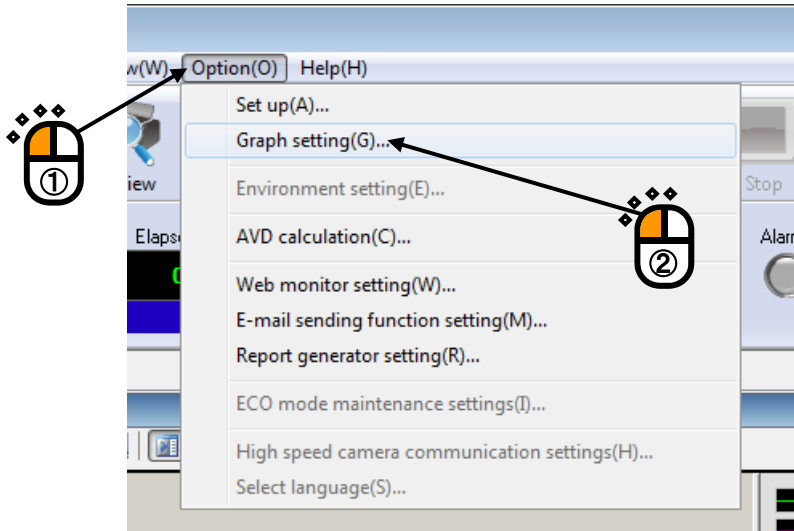 w(W) Option(O) Help(H)
Set up(A)...
Graph setting(G)...
iew
Environment setting(E)...
Stop
Elaps
AVD calculation(C)...
Alarr
Web monitor setting(W)...
E-mail sending function setting(M)...
Report generator setting(R)...
ECO mode maintenance settings(I)...
High speed camera communication settings(H)...
Select language(S)...
①
②